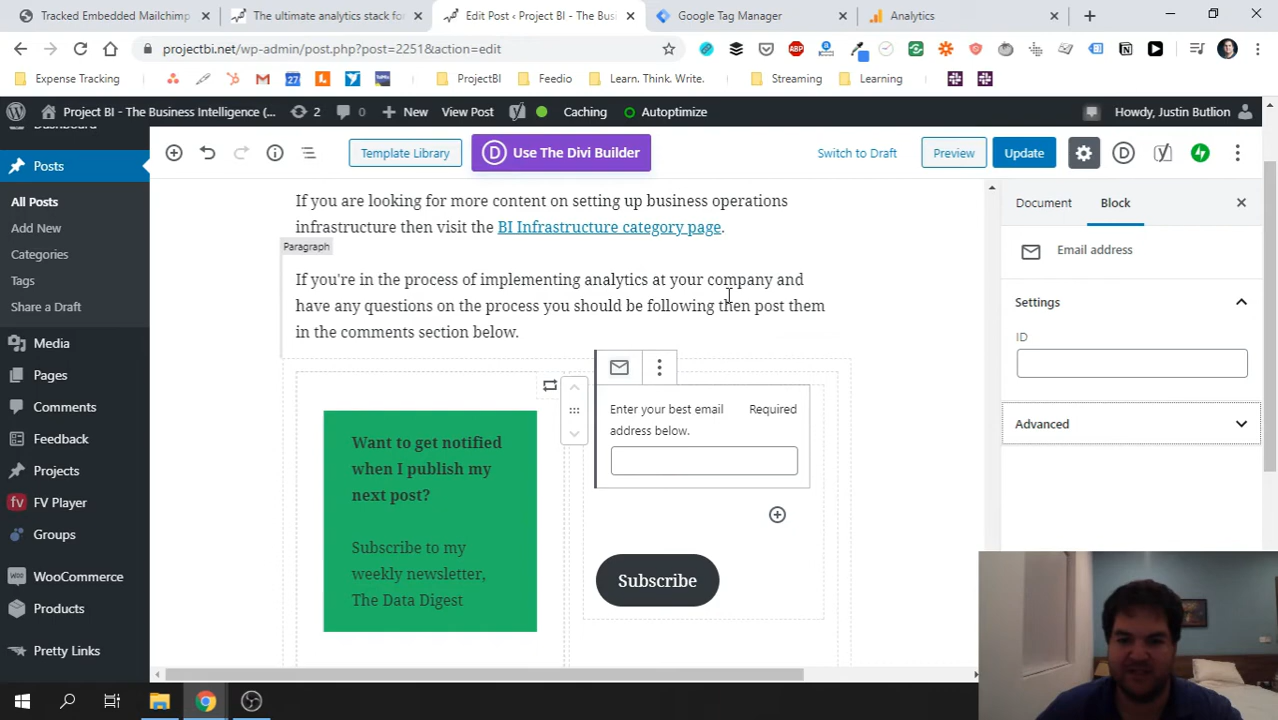 Tracked Embedded Mailchimp
The ultimate analytics stack for
Edit Post ‹ Project BI - The Bus
Google Tag Manager
Analytics
projectbi.net/wp-admin/post.php?post=2251&action=edit
ABP
Expense Tracking
27
ProjectBI
Feedio
Learn. Think. Write.
Streaming
Learning
Project BI - The Business Intelligence (...
2
0
New
View Post
Caching
Autoptimize
Howdy, Justin Butlion
Dashboard
Posts
All Posts
Add New
Categories
Tags
Share a Draft
Media
Pages
Comments
Feedback
Projects
fv FV Player
Groups
Woo WooCommerce
Products
Pretty Links
Template Library
D Use The Divi Builder
Switch to Draft
Preview
Update
D
If you are looking for more content on setting up business operations
infrastructure then visit the BI Infrastructure category page.
Paragraph
If you're in the process of implementing analytics at your company and
have any questions on the process you should be following then post them
in the comments section below.
Want to get notified
when I publish my
next post?
Subscribe to my
weekly newsletter,
The Data Digest
Enter your best email
address below.
Required
Subscribe
Document
Block
Email address
Settings
ID
Advanced